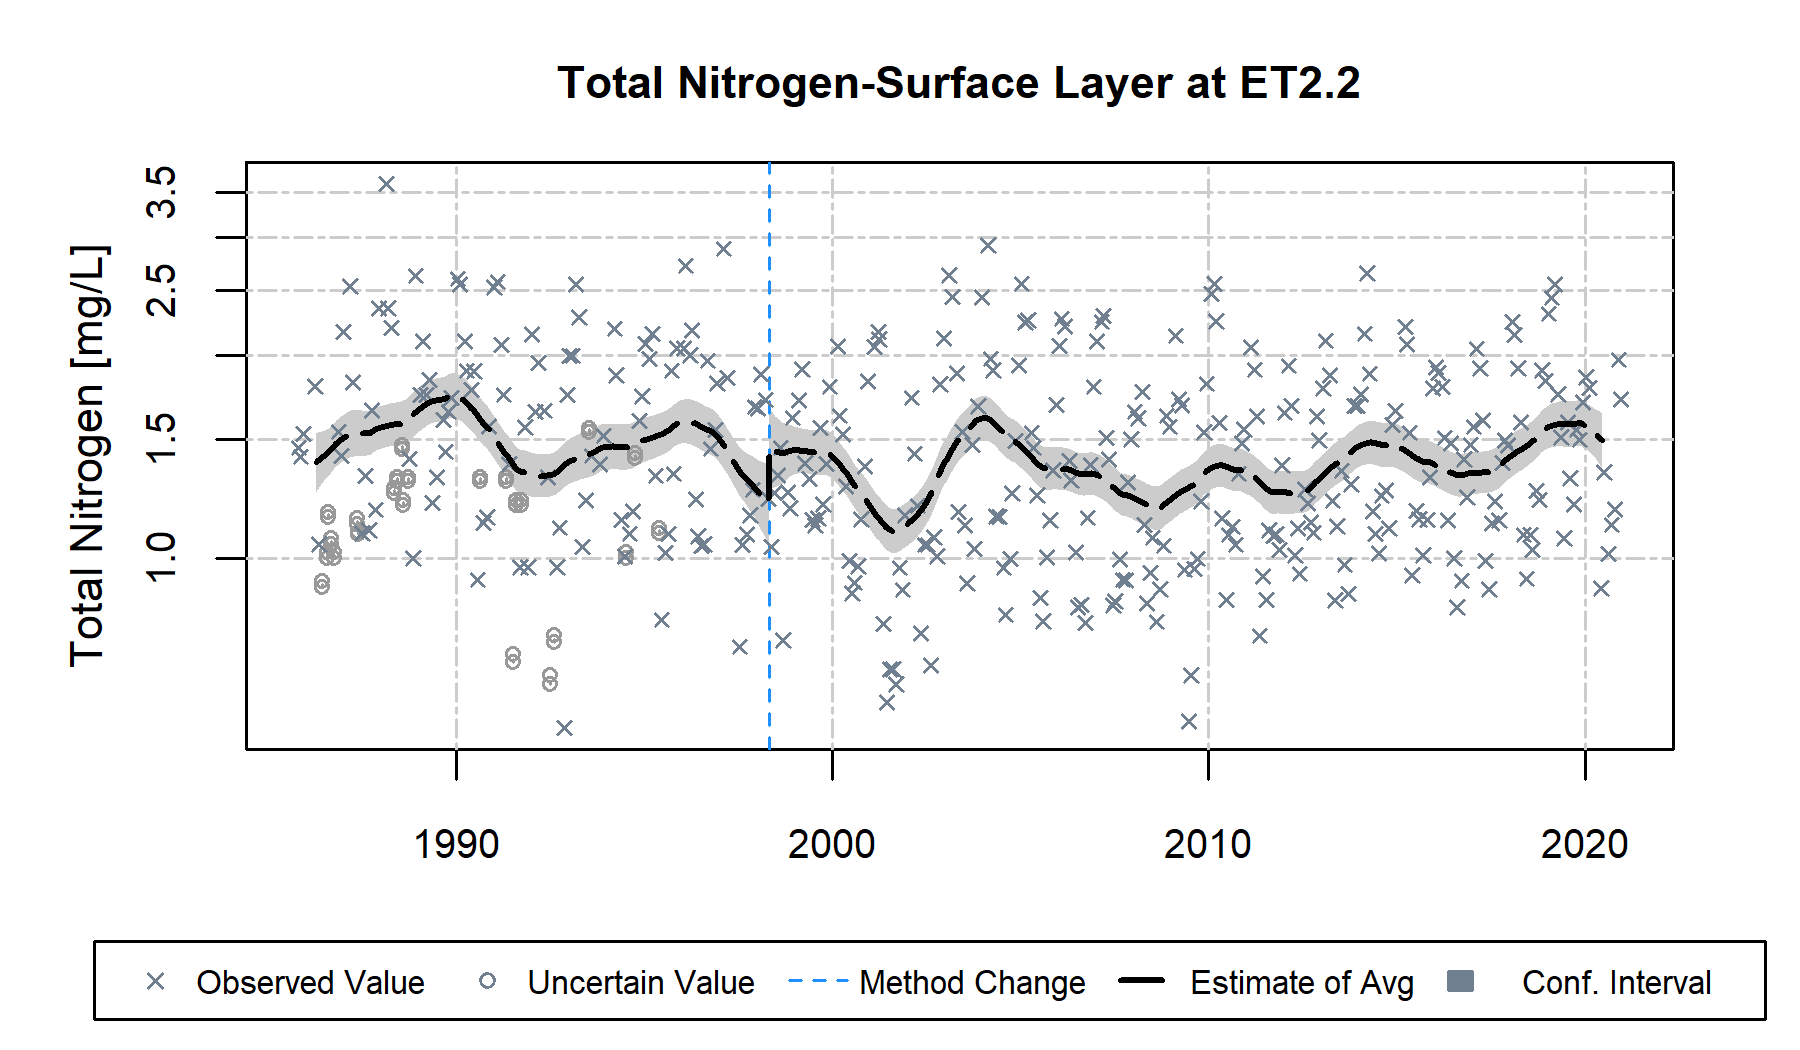 Total Nitrogen-Surface Layer at ET2.2
Total Nitrogen [mg/L]
3.5
2.5
1.5
1.0
1990 2000 2010 2020
Observed Value Uncertain Value Method Change Estimate of Avg Conf. Interval